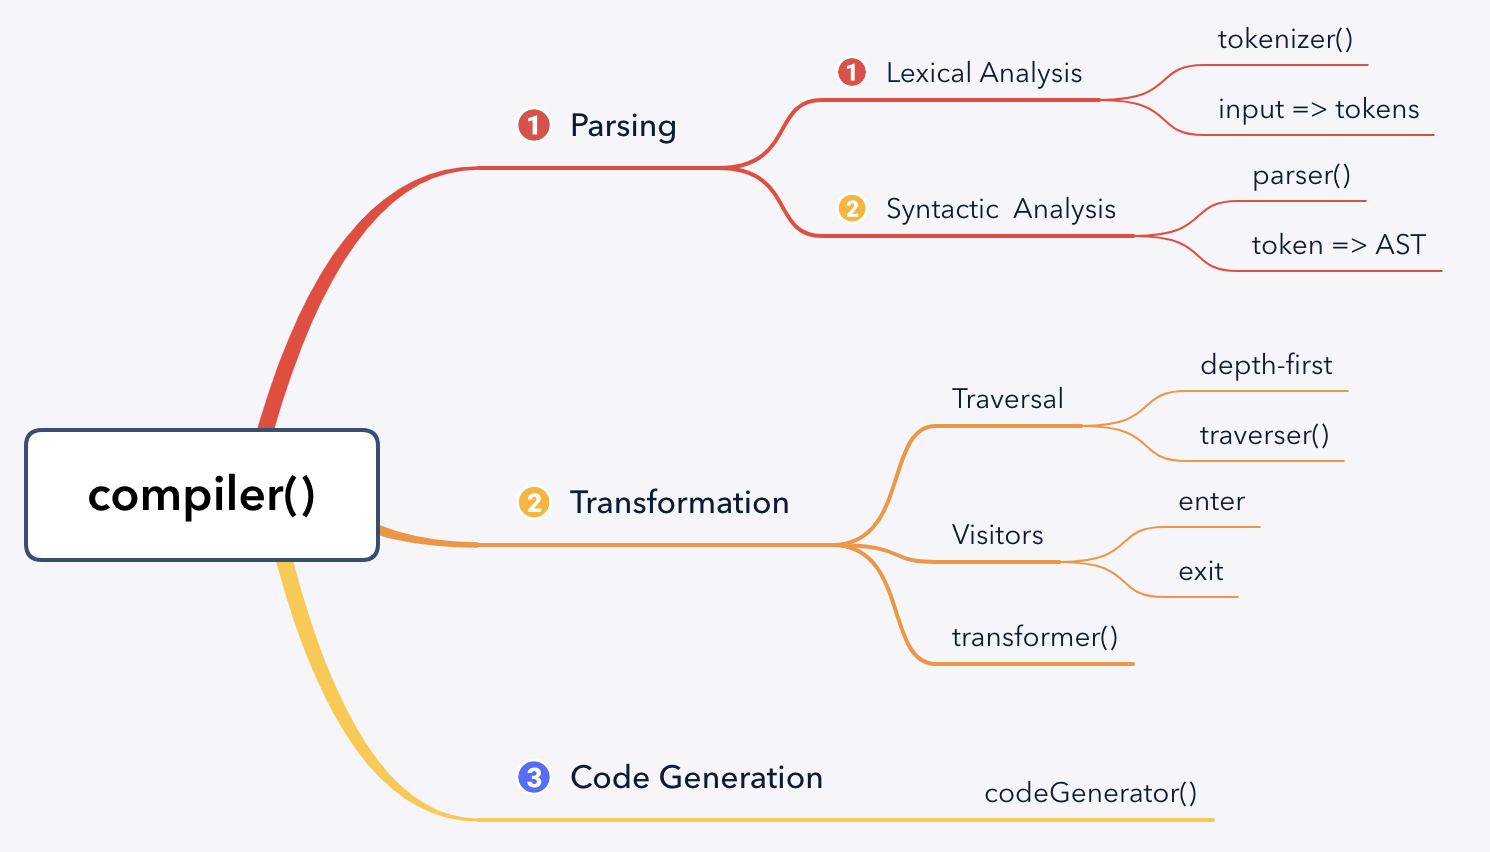 compiler()
1 Parsing
1 Lexical Analysis
tokenizer()
input => tokens
2 Syntactic Analysis
parser()
token => AST
2 Transformation
Traversal
depth-first
traverser()
Visitors
enter
exit
transformer()
3 Code Generation
codeGenerator()